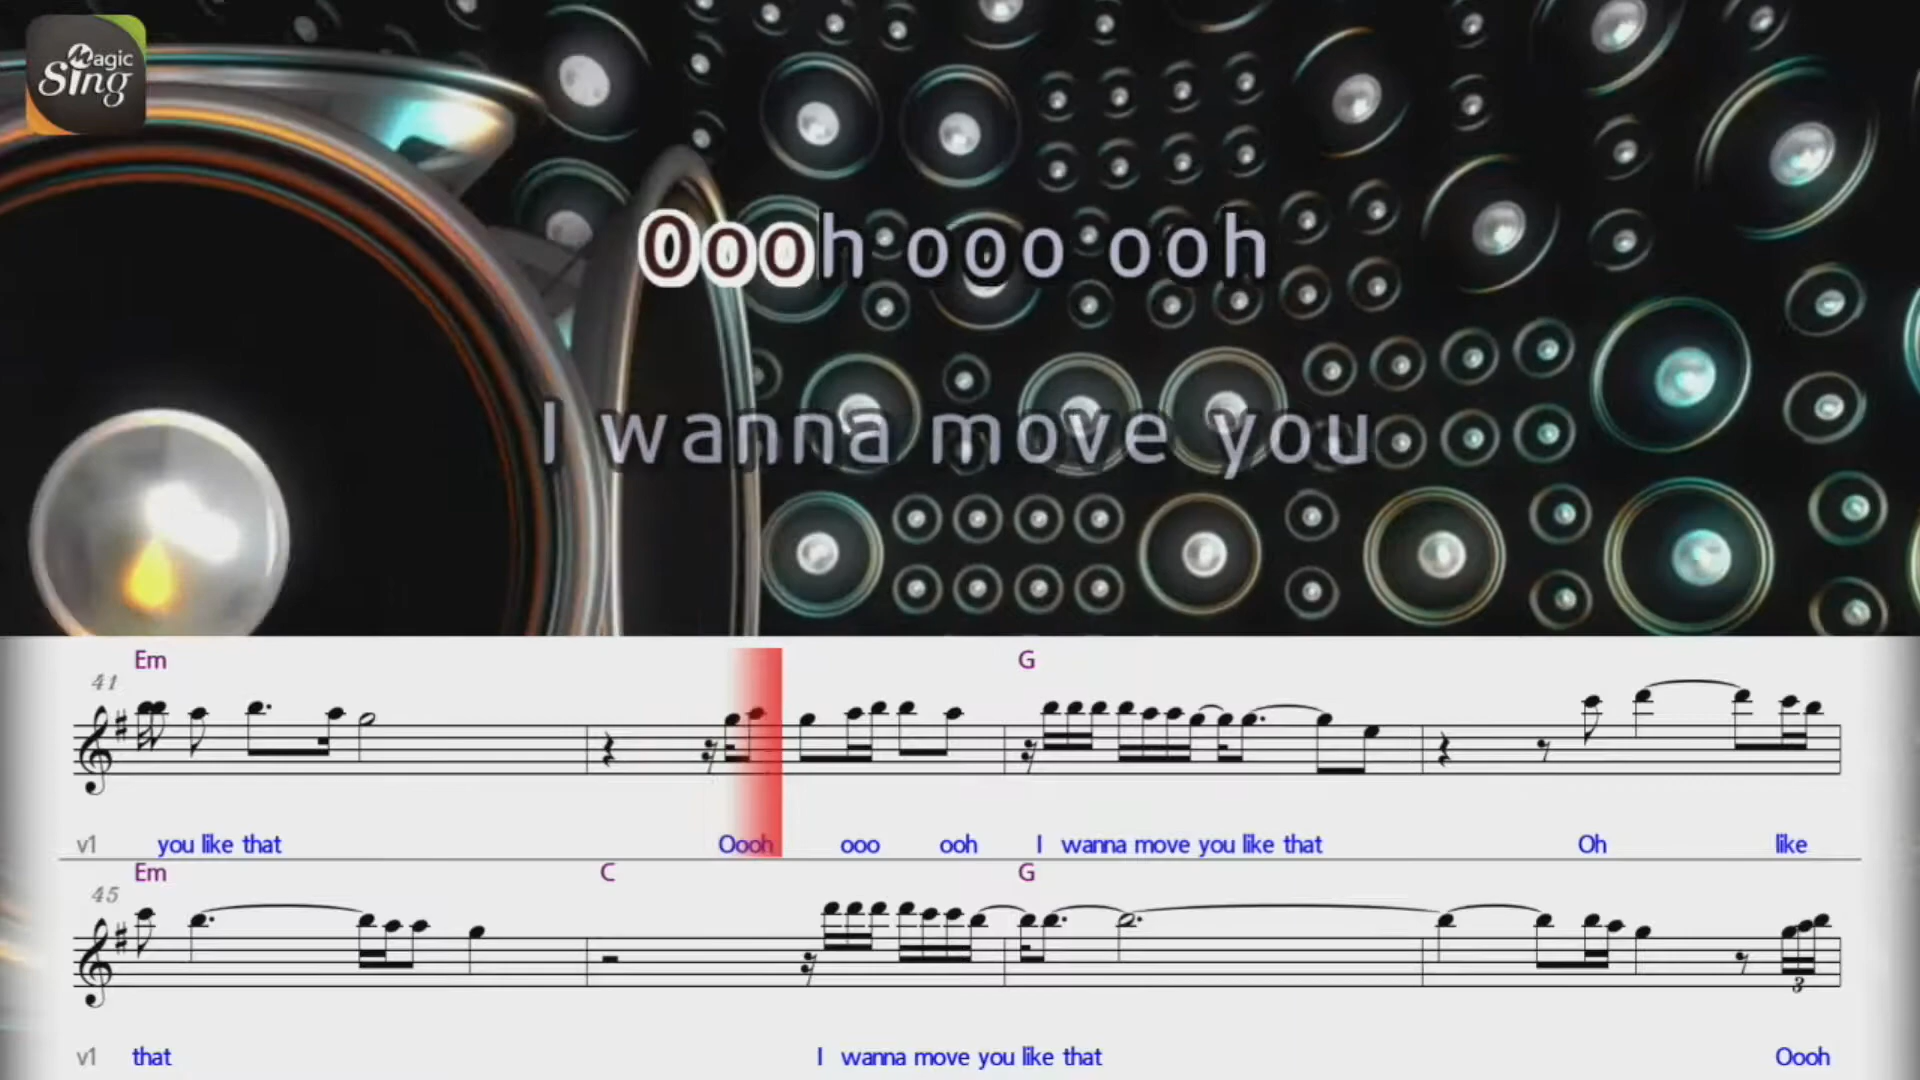 Magic
Sing
Oooh ooo ooh
I wanna move you
Em G
41
v1 you like that Oooh ooo ooh I wanna move you like that Oh like
Em C G
45
3
v1 that I wanna move you like that Oooh